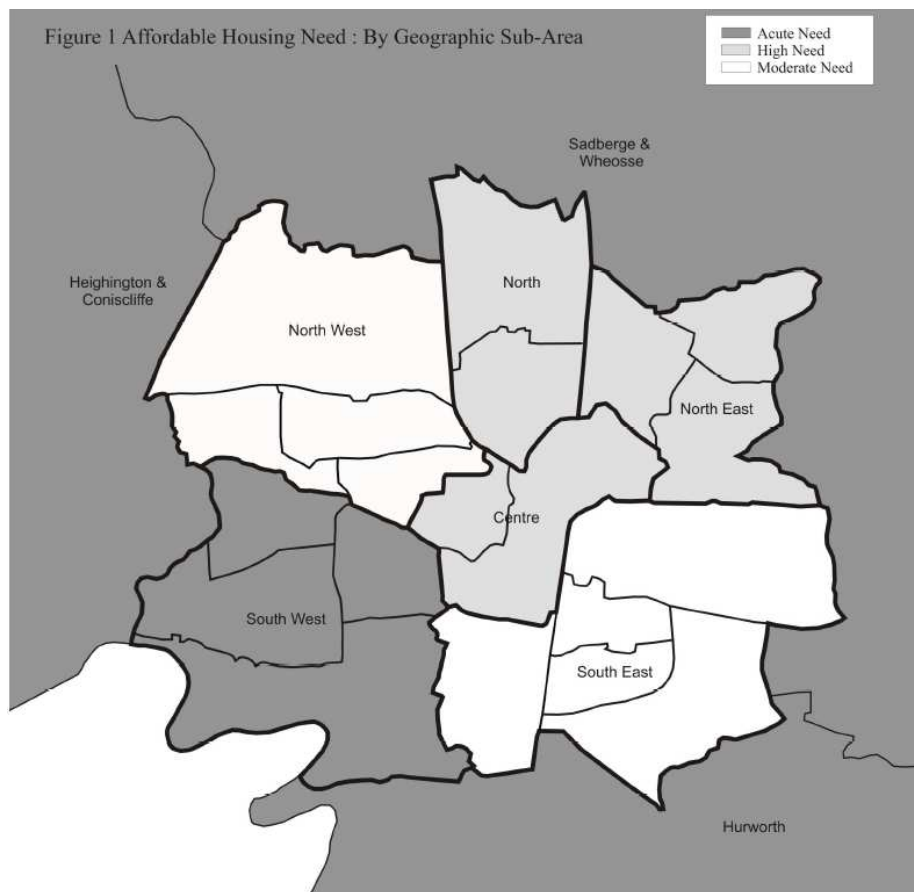 Figure 1 Affordable Housing Need : By Geographic Sub-Area
Acute Need
High Need
Moderate Need
Sadberge &
Wheosse
Heighington &
Coniscliffe
North
North West
North East
Centre
South West
South East
Hurworth